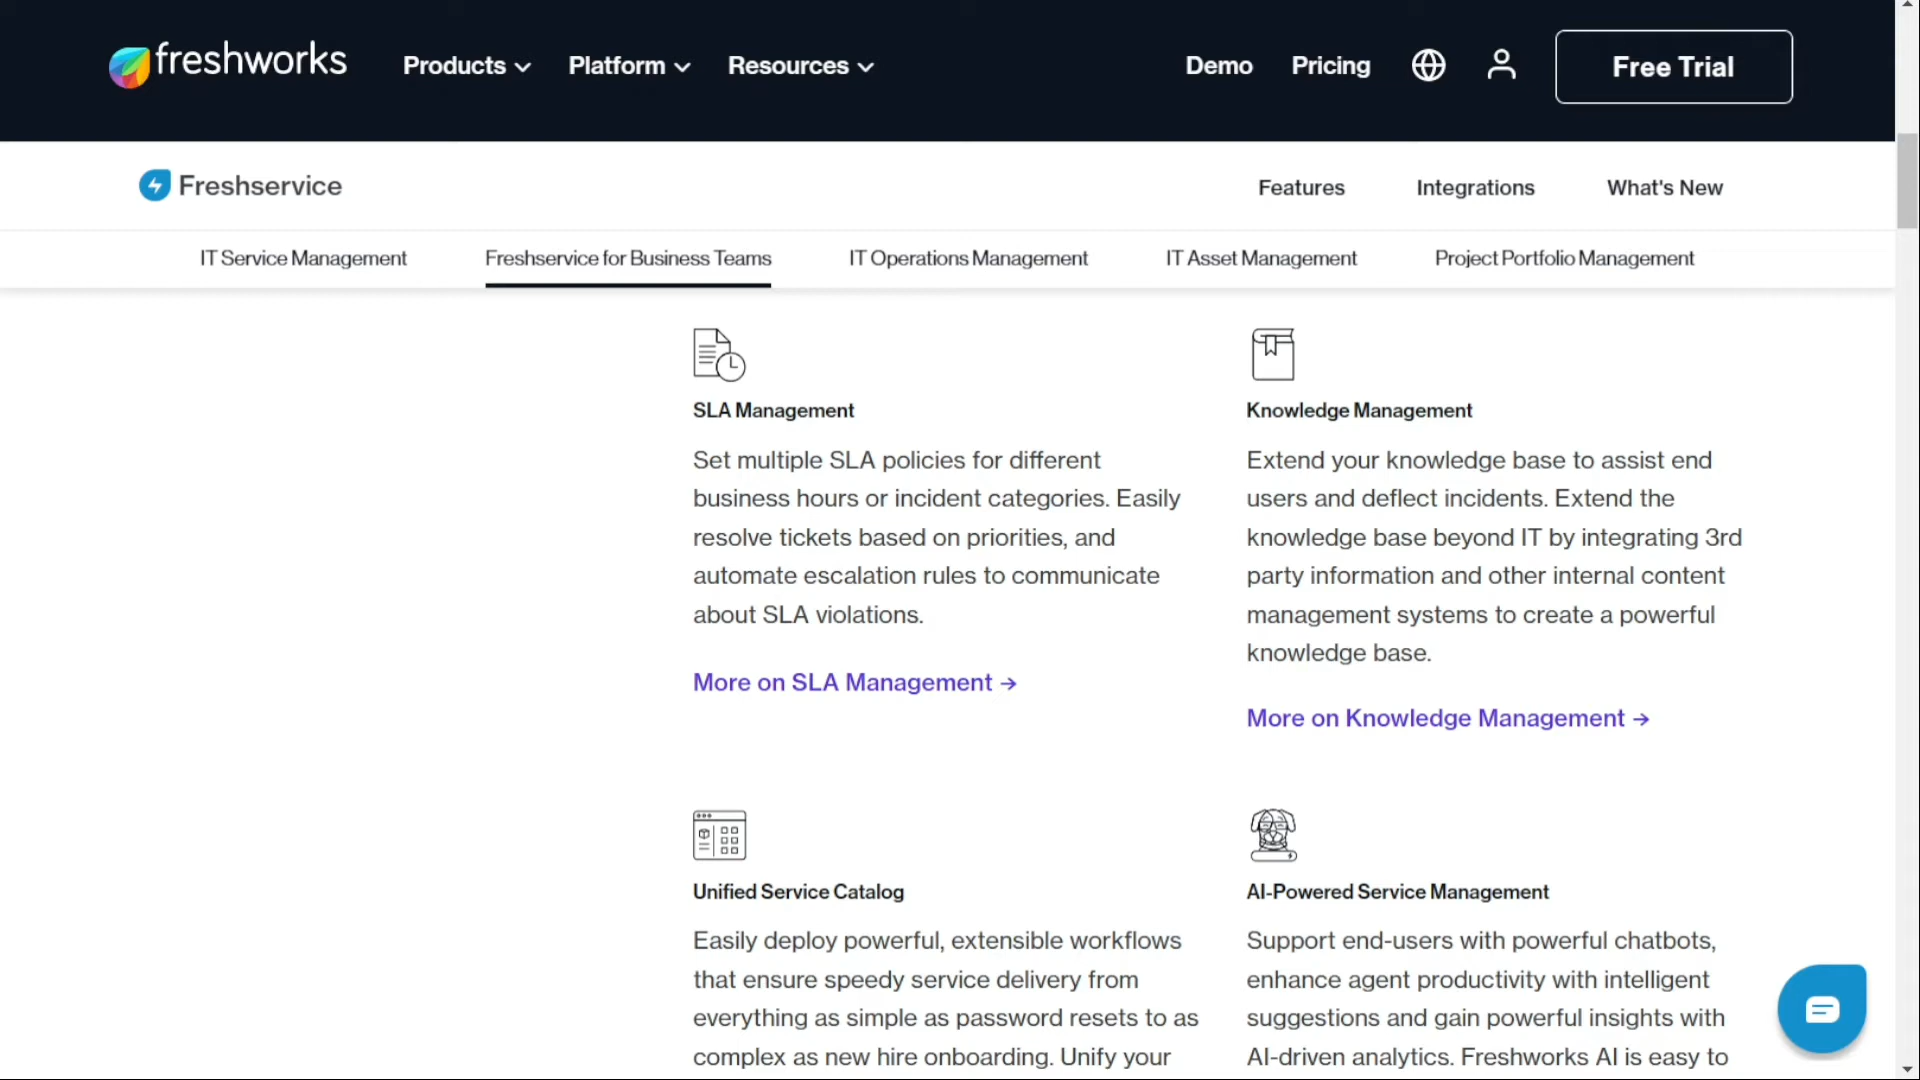 freshworks
Products
Platform
Resources
Demo
Pricing
Free Trial
Freshservice
Features
Integrations
What's New
IT Service Management
Freshservice for Business Teams
IT Operations Management
IT Asset Management
Project Portfolio Management
SLA Management
Set multiple SLA policies for different
business hours or incident categories. Easily
resolve tickets based on priorities, and
automate escalation rules to communicate
about SLA violations.
More on SLA Management →
Knowledge Management
Extend your knowledge base to assist end
users and deflect incidents. Extend the
knowledge base beyond IT by integrating 3rd
party information and other internal content
management systems to create a powerful
knowledge base.
More on Knowledge Management →
Unified Service Catalog
Easily deploy powerful, extensible workflows
that ensure speedy service delivery from
everything as simple as password resets to as
complex as new hire onboarding. Unify your
AI-Powered Service Management
Support end-users with powerful chatbots,
enhance agent productivity with intelligent
suggestions and gain powerful insights with
AI-driven analytics. Freshworks AI is easy to